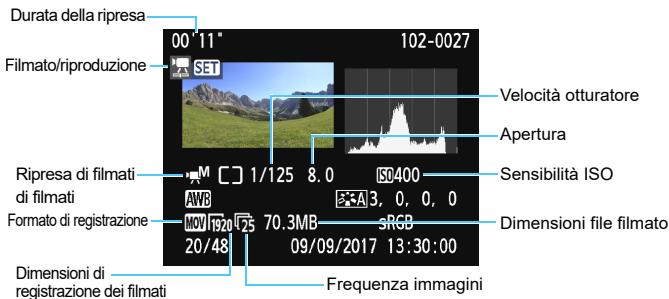 Durata della ripresa
00'11" 102-0027
Filmato/riproduzione
SET
Velocità otturatore
Apertura
Ripresa di filmati
di filmati
M 1/125 8.0 ISO400
Sensibilità ISO
AWB A3, 0, 0, 0
Formato di registrazione
MOV 1920 25 70.3MB sRGB
Dimensioni file filmato
20/48 09/09/2017 13:30:00
Dimensioni di
registrazione dei filmati
Frequenza immagini